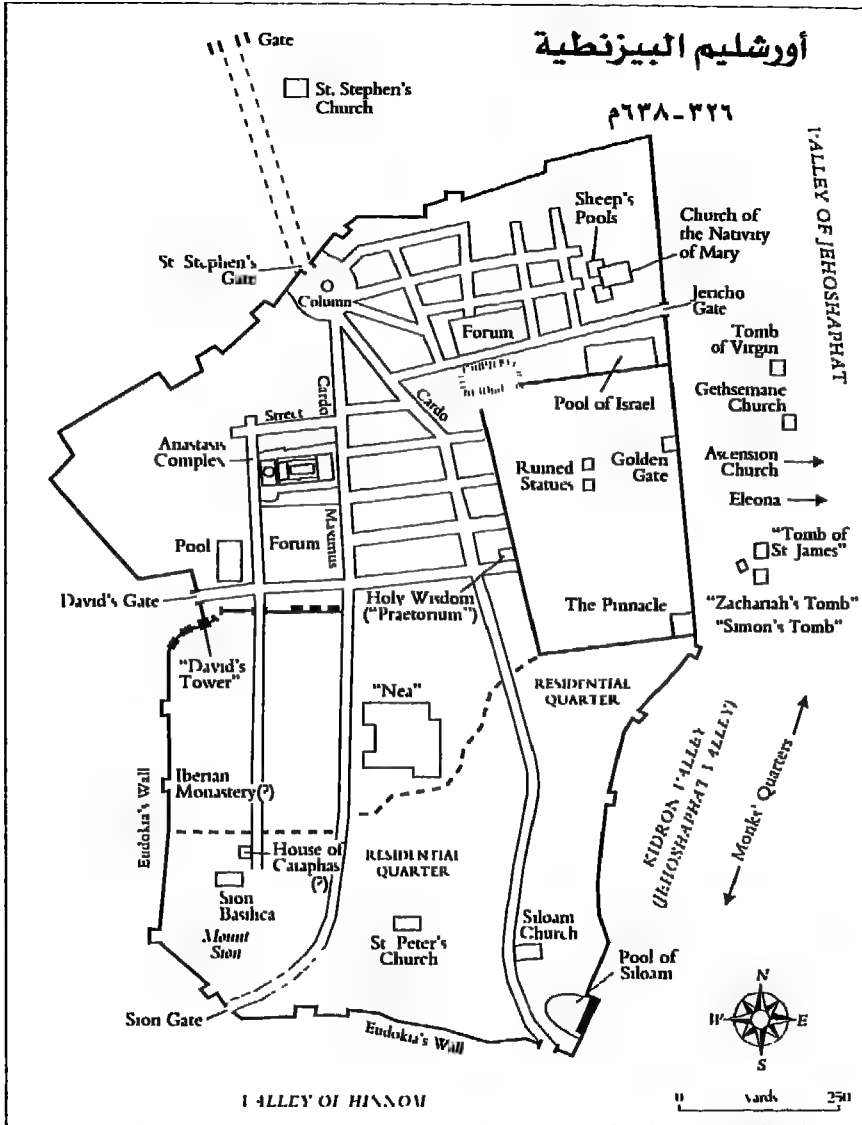 أورشليم البيزنطية
٣٢٦-٦٣٨م
Gate
St. Stephen's
Church
VALLEY OF JEHOSHAPHAT
Sheep's
Pools
Church of
the Nativity
of Mary
St Stephen's
Gate
Column
Jericho
Gate
Forum
Tomb
of Virgin
Cardo
Cardo
Pool of Israel
Gethsemane
Church
Street
Anastasis
Complex
Ruined
Statues
Golden
Gate
Ascension
Church
Eleona
Maximus
Pool
Forum
"Tomb of
St James"
David's Gate
Holy Wisdom
("Praetorium")
The Pinnacle
"Zachariah's Tomb"
"Simon's Tomb"
"David's
Tower"
"Nea"
RESIDENTIAL
QUARTER
Iberian
Monastery(?)
Eudokia's Wall
KIDRON VALLEY
(JEHOSHAPHAT VALLEY)
Monks' Quarters
House of
Caiaphas
(?)
RESIDENTIAL
QUARTER
Sion
Basilica
Mount
Sion
St Peter's
Church
Siloam
Church
Pool of
Siloam
Sion Gate
Eudokia's Wall
N
W E
S
VALLEY OF HINNOM
0 Yards 250